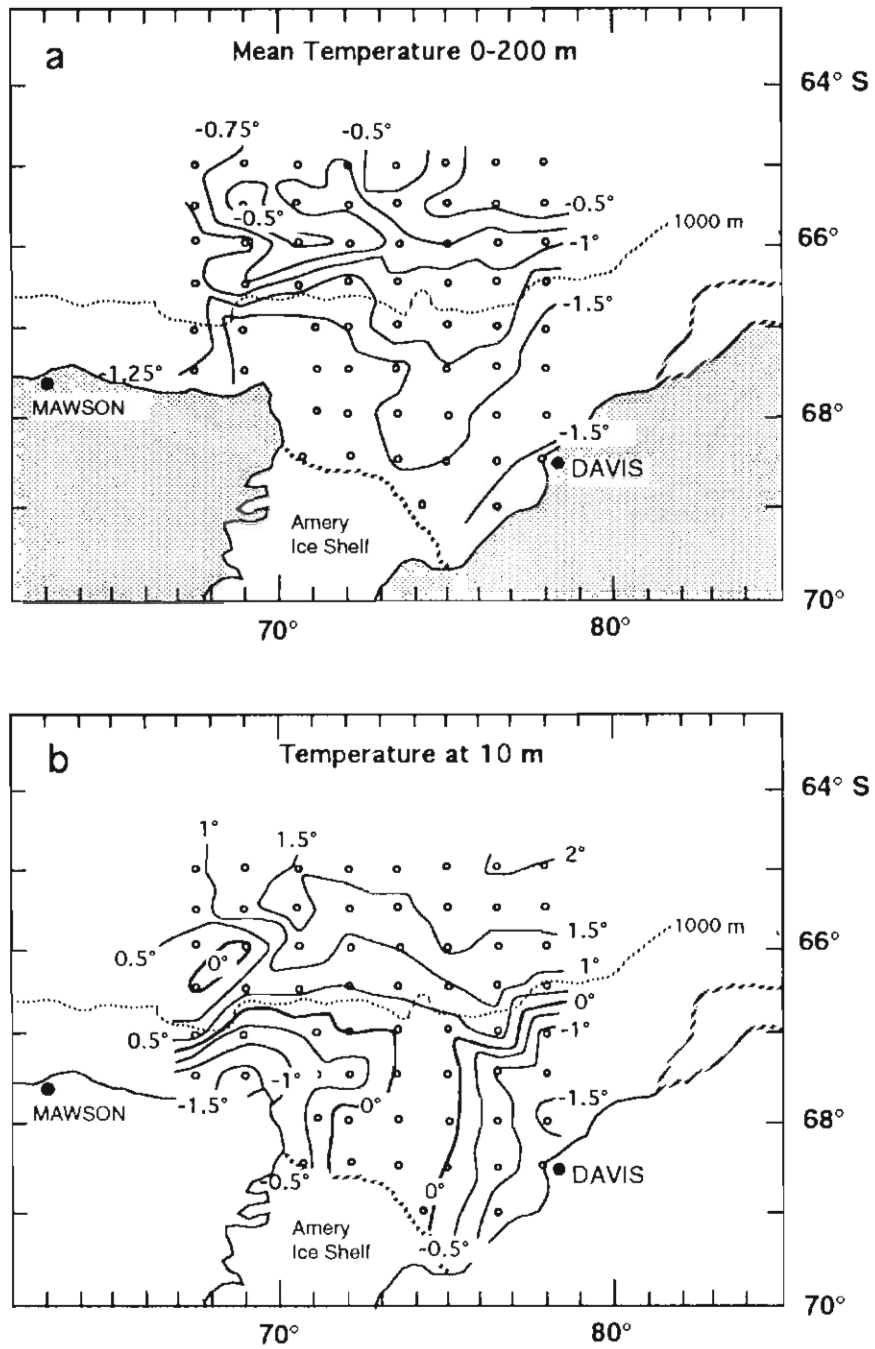 a
Mean Temperature 0-200 m
64° S
-0.75°
-0.5°
-0.5°
-0.5°
1000 m
66°
-1°
-1.5°
-1.25°
MAWSON
68°
-1.5°
DAVIS
Amery
Ice Shelf
70°
70°
80°
b
Temperature at 10 m
64° S
1°
1.5°
2°
1.5°
1000 m
0.5°
0°
66°
1°
0°
0.5°
-1°
-1°
-1.5°
-1.5°
MAWSON
0°
68°
-0.5°
DAVIS
0°
Amery
Ice Shelf
-0.5°
70°
70°
80°